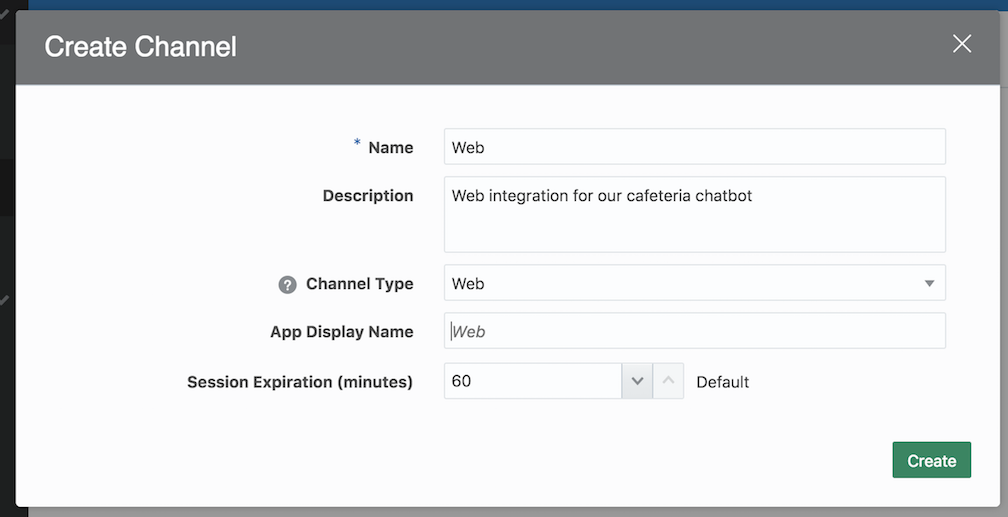 Create Channel
* Name
Web
Description
Web integration for our cafeteria chatbot
? Channel Type
Web
App Display Name
Web
Session Expiration (minutes)
60
Default
Create